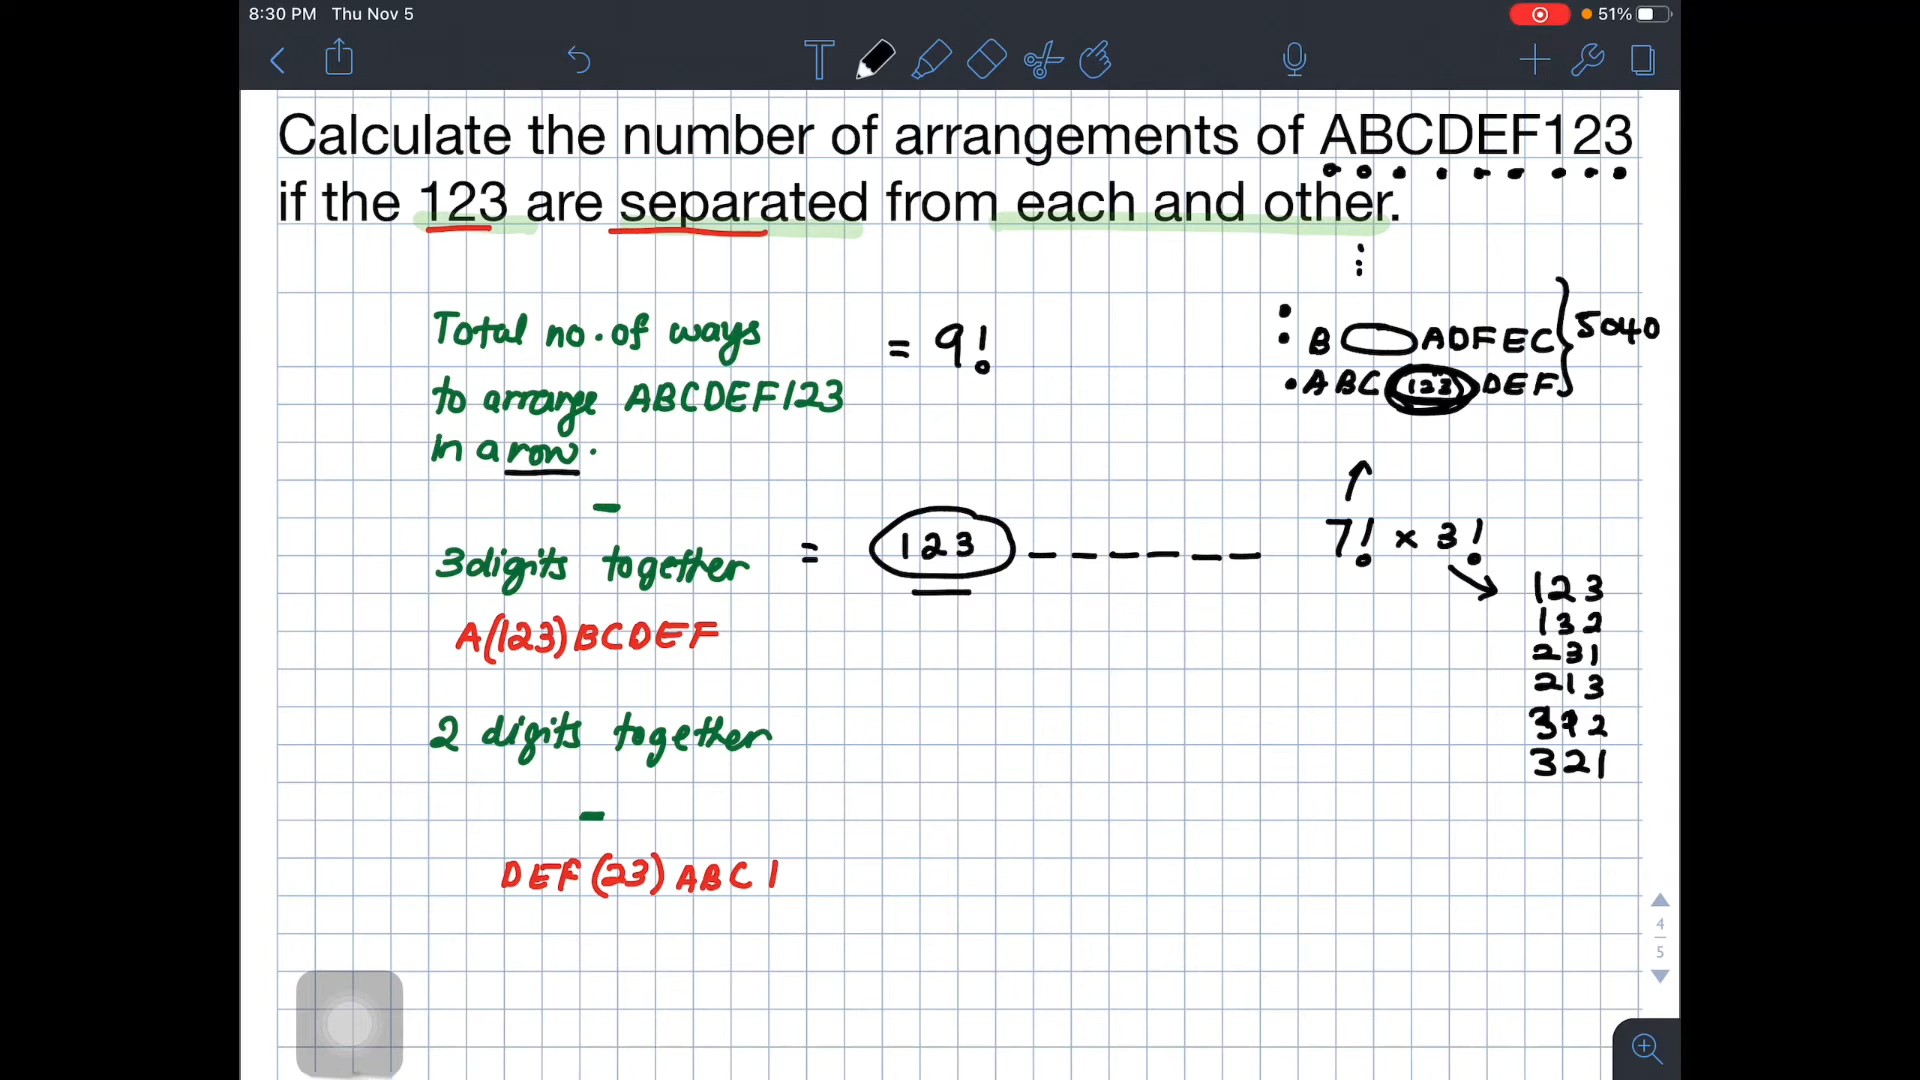 8:30 PM Thu Nov 5
51%
Calculate the number of arrangements of ABCDEF123
if the 123 are separated from each and other.
Total no. of ways = 9!
to arrange ABCDEF123
in a row.
B ADFEC
ABC 123 DEF
5040
-
3 digits together = 123 _ _ _ _ _ _ 7! × 3!
A(123)BCDEF
2 digits together
-
DEF(23)ABC 1
123
132
231
213
312
321
4
5